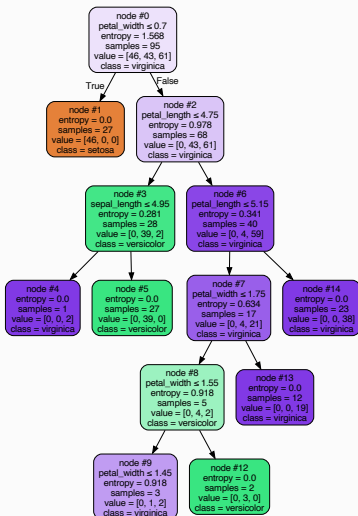 node #0
petal_width ≤ 0.7
entropy = 1.568
samples = 95
value = [46, 43, 61]
class = virginica
True
False
node #1
entropy = 0.0
samples = 27
value = [46, 0, 0]
class = setosa
node #2
petal_length ≤ 4.75
entropy = 0.978
samples = 68
value = [0, 43, 61]
class = virginica
node #3
sepal_length ≤ 4.95
entropy = 0.281
samples = 28
value = [0, 39, 2]
class = versicolor
node #6
petal_length ≤ 5.15
entropy = 0.341
samples = 40
value = [0, 4, 59]
class = virginica
node #4
entropy = 0.0
samples = 1
value = [0, 0, 2]
class = virginica
node #5
entropy = 0.0
samples = 27
value = [0, 39, 0]
class = versicolor
node #7
petal_width ≤ 1.75
entropy = 0.634
samples = 17
value = [0, 4, 21]
class = virginica
node #14
entropy = 0.0
samples = 23
value = [0, 0, 38]
class = virginica
node #8
petal_width ≤ 1.55
entropy = 0.918
samples = 5
value = [0, 4, 2]
class = versicolor
node #13
entropy = 0.0
samples = 12
value = [0, 0, 19]
class = virginica
node #9
petal_width ≤ 1.45
entropy = 0.918
samples = 3
value = [0, 1, 2]
class = virginica
node #12
entropy = 0.0
samples = 2
value = [0, 3, 0]
class = versicolor